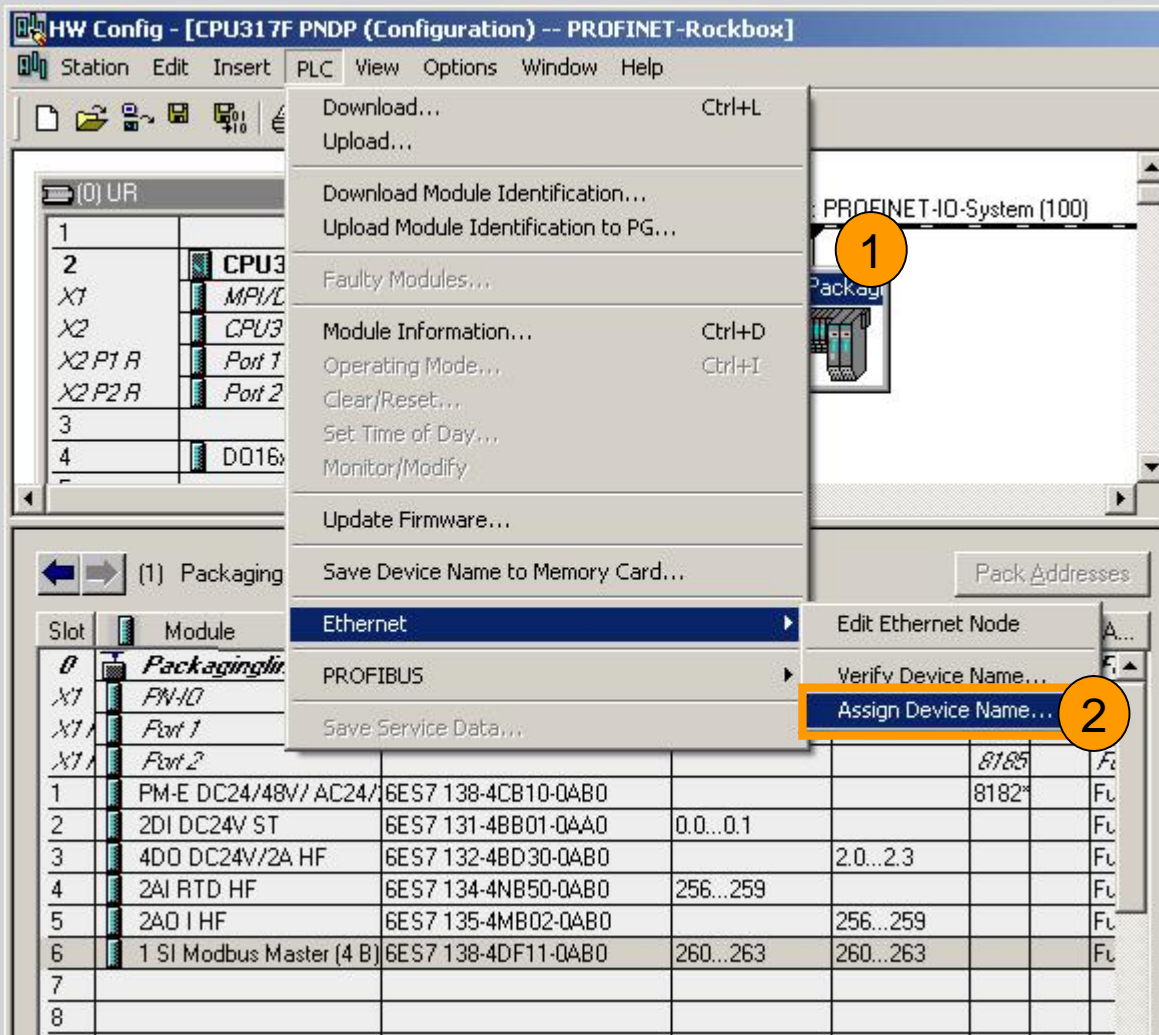 HW Config - [CPU317F PNDP (Configuration) -- PROFINET-Rockbox]
Station Edit Insert PLC View Options Window Help
Download... Ctrl+L
Upload...
Download Module Identification...
Upload Module Identification to PG...
Faulty Modules...
Module Information... Ctrl+D
Operating Mode... Ctrl+I
Clear/Reset...
Set Time of Day...
Monitor/Modify
Update Firmware...
Save Device Name to Memory Card...
Ethernet
PROFIBUS
Save Service Data...
Edit Ethernet Node
Verify Device Name...
Assign Device Name...
2
(0) UR
1
2 CPU3
X1 MPI/D
X2 CPU3
X2 P1 R Port 1
X2 P2 R Port 2
3
4 DO16x
: PROFINET-IO-System (100)
1
Packagi
(1) Packaging
Pack Addresses
Slot Module A...
0 Packaginglin
X1 PN-IO
X1 Port 1
X1 Port 2 8185
1 PM-E DC24/48V/ AC24/ 6ES7 138-4CB10-0AB0 8182* Fu
2 2DI DC24V ST 6ES7 131-4BB01-0AA0 0.0...0.1 Fu
3 4DO DC24V/2A HF 6ES7 132-4BD30-0AB0 2.0...2.3 Fu
4 2AI RTD HF 6ES7 134-4NB50-0AB0 256...259 Fu
5 2AO I HF 6ES7 135-4MB02-0AB0 256...259 Fu
6 1 SI Modbus Master (4 B) 6ES7 138-4DF11-0AB0 260...263 260...263 Fu
7
8